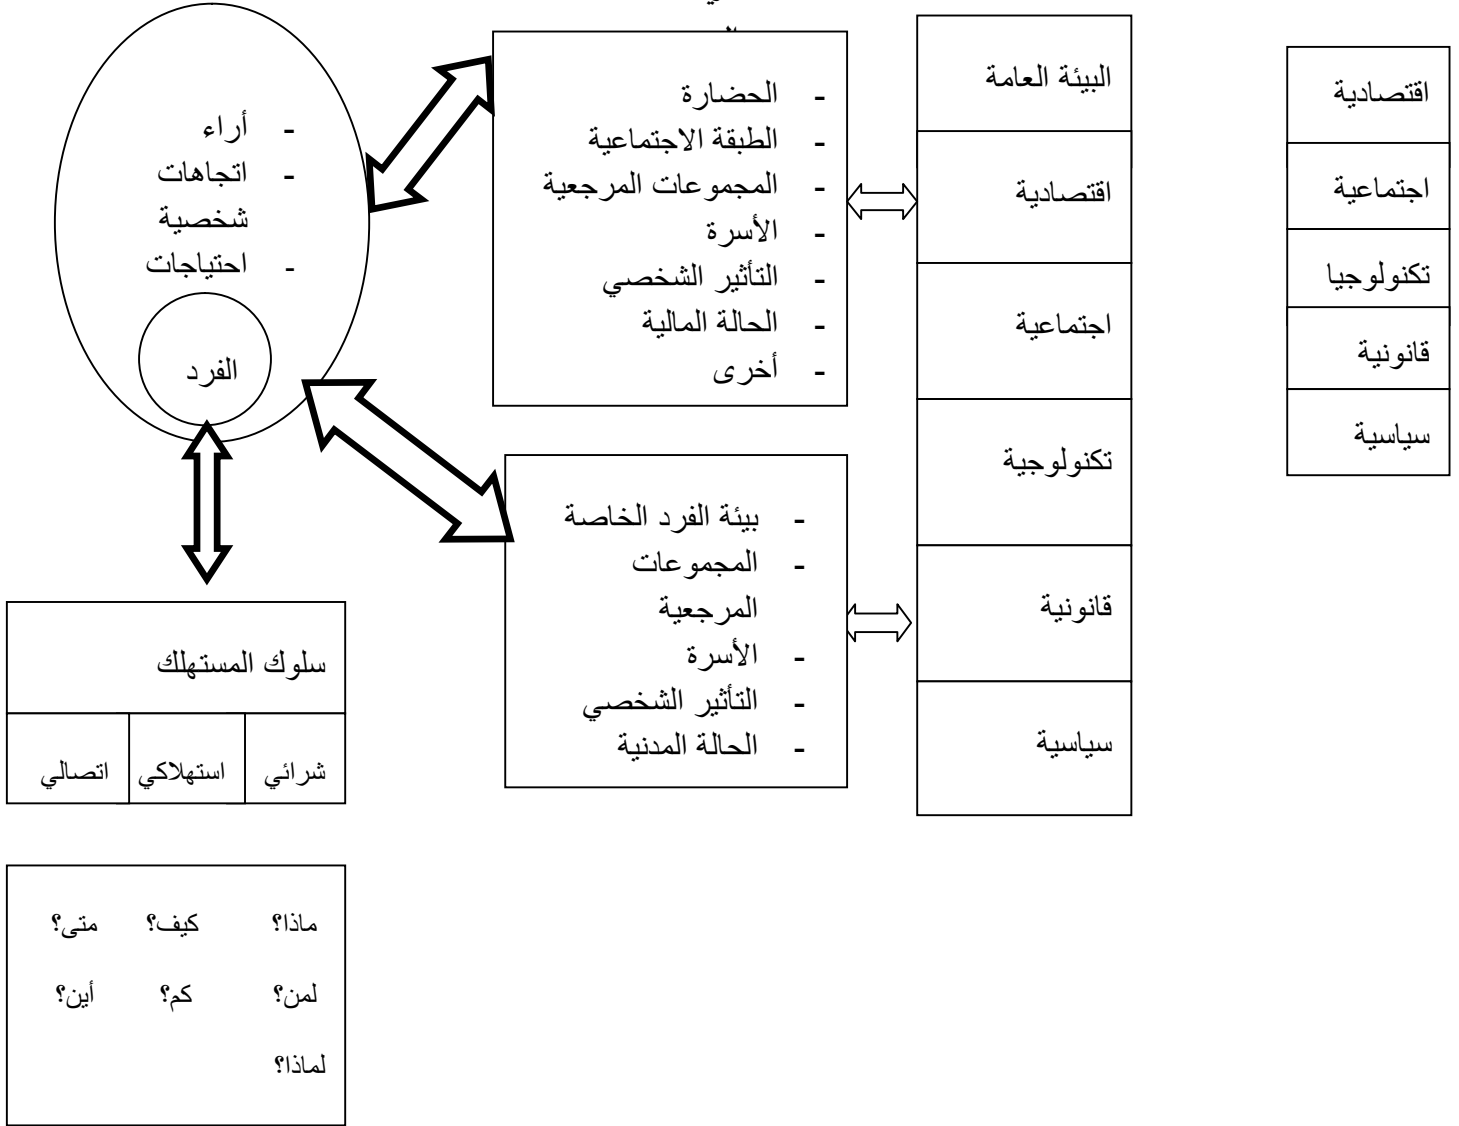 اقتصادية
اجتماعية
تكنولوجيا
قانونية
سياسية
البيئة العامة
اقتصادية
اجتماعية
تكنولوجية
قانونية
سياسية
- الحضارة
- الطبقة الاجتماعية
- المجموعات المرجعية
- الأسرة
- التأثير الشخصي
- الحالة المالية
- أخرى
- بيئة الفرد الخاصة
- المجموعات
المرجعية
- الأسرة
- التأثير الشخصي
- الحالة المدنية
- أراء
- اتجاهات
شخصية
- احتياجات
الفرد
سلوك المستهلك
شرائي استهلاكي اتصالي
ماذا؟ كيف؟ متى؟
لمن؟ كم؟ أين؟
لماذا؟